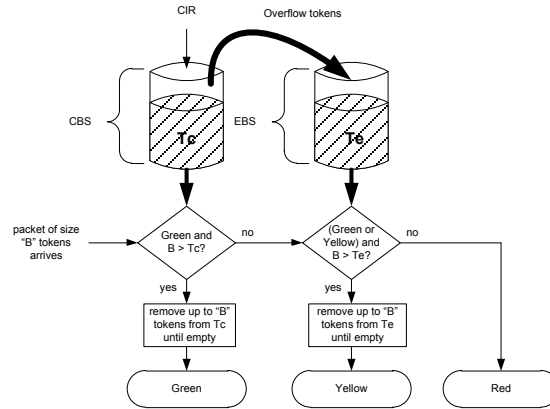 CIR
Overflow tokens
CBS
Tc
EBS
Te
packet of size
"B" tokens
arrives
Green and
B > Tc?
no
(Green or
Yellow) and
B > Te?
no
yes
yes
remove up to "B"
tokens from Tc
until empty
remove up to "B"
tokens from Te
until empty
Green
Yellow
Red